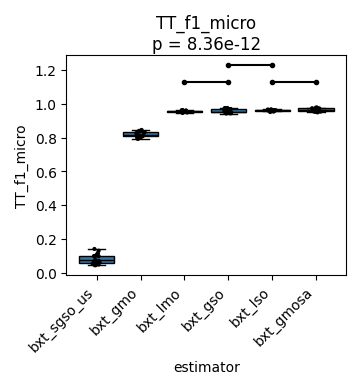 TT_f1_micro
p = 8.36e-12
TT_f1_micro
1.2
1.0
0.8
0.6
0.4
0.2
0.0
bxt_sgso_us
bxt_gmo
bxt_lmo
bxt_gso
bxt_lso
bxt_gmosa
estimator